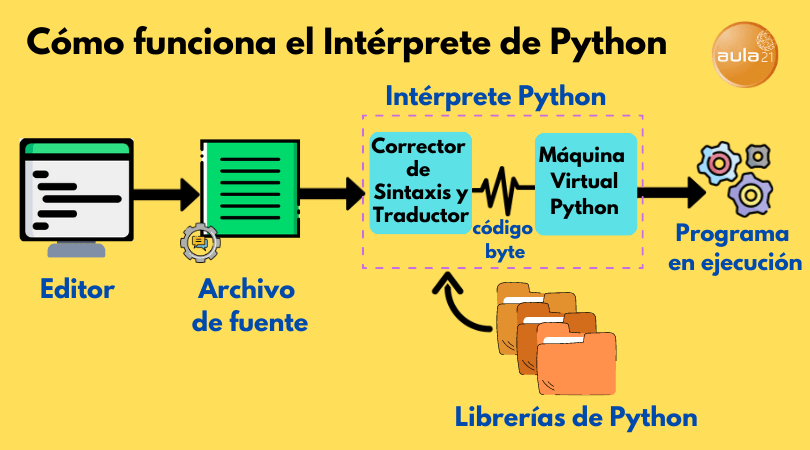 Cómo funciona el Intérprete de Python
aula21
Intérprete Python
Corrector
de
Sintaxis y
Traductor
código
byte
Máquina
Virtual
Python
Editor
Archivo
de fuente
Programa
en ejecución
Librerías de Python